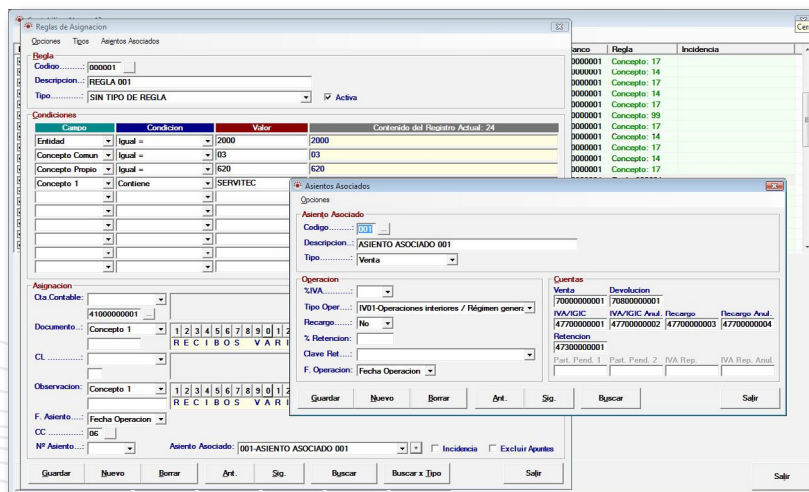 Reglas de Asignacion
Opciones Tipos Asientos Asociados
Regla
Codigo.........: 000001 ...
Descripcion..: REGLA 001
Tipo.............: SIN TIPO DE REGLA Activa
Condiciones
Campo Condicion Valor Contenido del Registro Actual: 24
Entidad Igual = 2000 2000
Concepto Comun Igual = 03 03
Concepto Propio Igual = 620 620
Concepto 1 Contiene SERVITEC
Asignacion
Cta.Contable:
41000000001 ...
Documento..: Concepto 1 1 2 3 4 5 6 7 8 9 0 1 2
R E C I B O S V A R I
CL ..............:
Observacion: Concepto 1 1 2 3 4 5 6 7 8 9 0 1 2
R E C I B O S V A R I
F. Asiento....: Fecha Operacion
CC ..............: 06
Nº Asiento...: Asiento Asociado: 001-ASIENTO ASOCIADO 001 + Incidencia Excluir Apuntes
Guardar Nuevo Borrar Ant. Sig. Buscar Buscar x Tipo Salir
Cer
anco Regla Incidencia
0000001 Concepto: 17
0000001 Concepto: 14
0000001 Concepto: 17
0000001 Concepto: 14
0000001 Concepto: 17
0000001 Concepto: 99
0000001 Concepto: 17
0000001 Concepto: 14
0000001 Concepto: 17
0000001 Concepto: 14
0000001 Concepto: 17
Salir
Asientos Asociados
Opciones
Asiento Asociado
Codigo.........: 001 ...
Descripcion..: ASIENTO ASOCIADO 001
Tipo.............: Venta
Operacion
%IVA...........:
Tipo Oper....: IV01-Operaciones interiores / Régimen genera
Recargo......: No
% Retencion:
Clave Ret....:
F. Operacion: Fecha Operacion
Cuentas
Venta Devolucion
70000000001 70800000001
IVA/IGIC IVA/IGIC Anul. Recargo Recargo Anul.
47700000001 47700000002 47700000003 47700000004
Retencion
47300000001
Part. Pend. 1 Part. Pend. 2 IVA Rep. IVA Rep. Anul.
Guardar Nuevo Borrar Ant. Sig. Buscar Salir